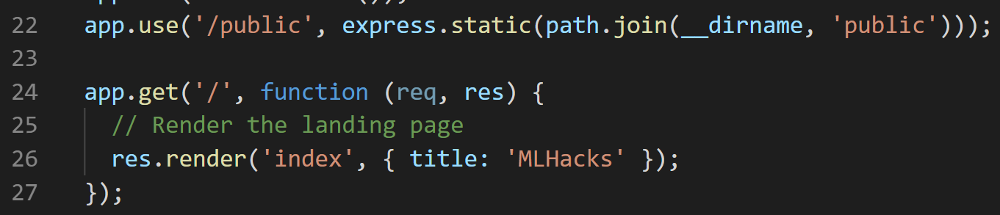 22 app.use('/public', express.static(path.join(__dirname, 'public')));
23
24 app.get('/', function (req, res) {
25 // Render the landing page
26 res.render('index', { title: 'MLHacks' });
27 });